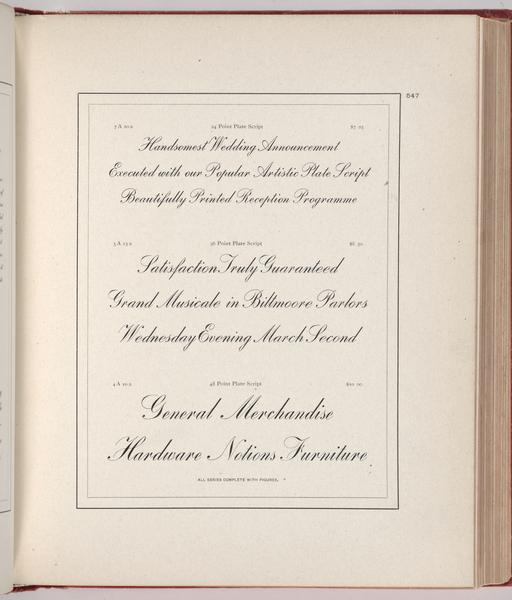 547
7 A 20 a 24 Point Plate Script $7 25
Handsomest Wedding Announcement
Executed with our Popular Artistic Plate Script
Beautifully Printed Reception Programme
5 A 15 a 36 Point Plate Script $8 50
Satisfaction Truly Guaranteed
Grand Musicale in Biltmoore Parlors
Wednesday Evening March Second
4 A 10 a 48 Point Plate Script $10 00
General Merchandise
Hardware Notions Furniture
ALL SERIES COMPLETE WITH FIGURES.